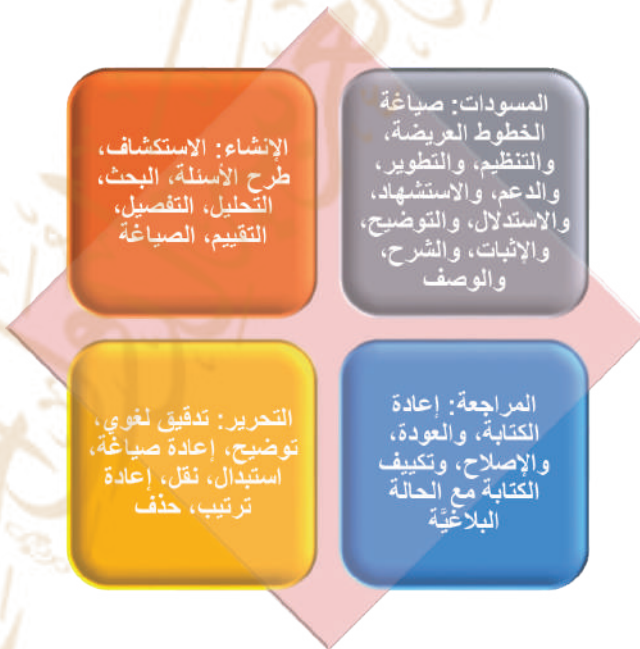 المسودات: صياغة
الخطوط العريضة،
والتنظيم، والتطوير،
والدعم، والاستشهاد،
والاستدلال، والتوضيح،
والإثبات، والشرح،
والوصف
الإنشاء: الاستكشاف،
طرح الأسئلة، البحث،
التحليل، التفصيل،
التقييم، الصياغة
المراجعة: إعادة
الكتابة، والعودة،
والإصلاح، وتكييف
الكتابة مع الحالة
البلاغيَّة
التحرير: تدقيق لغوي،
توضيح، إعادة صياغة،
استبدال، نقل، إعادة
ترتيب، حذف